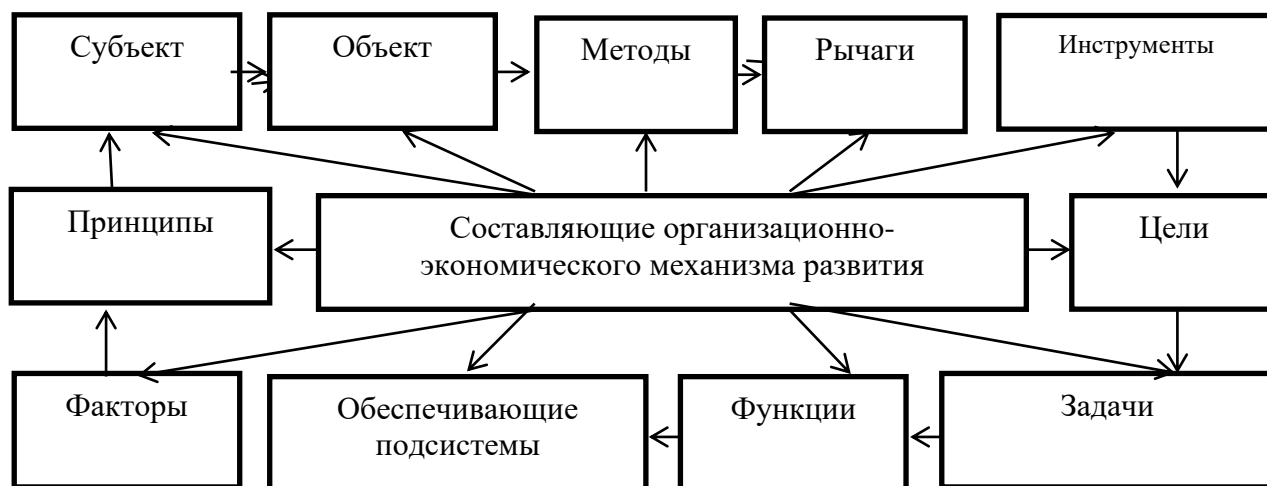 Субъект
Объект
Методы
Рычаги
Инструменты
Принципы
Составляющие организационно-
экономического механизма развития
Цели
Факторы
Обеспечивающие
подсистемы
Функции
Задачи